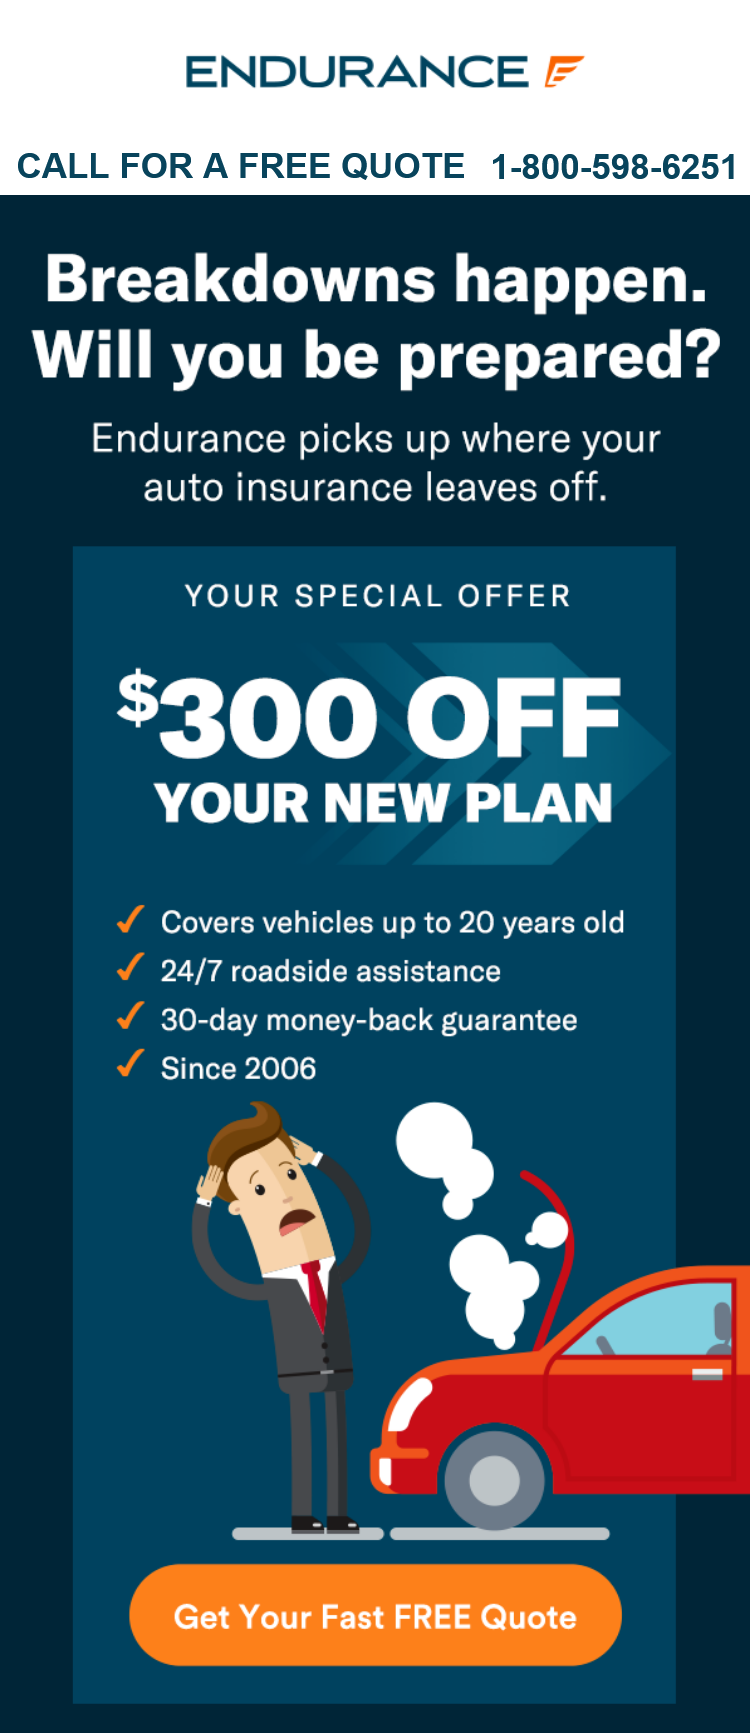 ENDURANCE
CALL FOR A FREE QUOTE 1-800-598-6251
Breakdowns happen.
Will you be prepared?
Endurance picks up where your
auto insurance leaves off.
YOUR SPECIAL OFFER
$300 OFF
YOUR NEW PLAN
Covers vehicles up to 20 years old
24/7 roadside assistance
30-day money-back guarantee
Since 2006
Get Your Fast FREE Quote